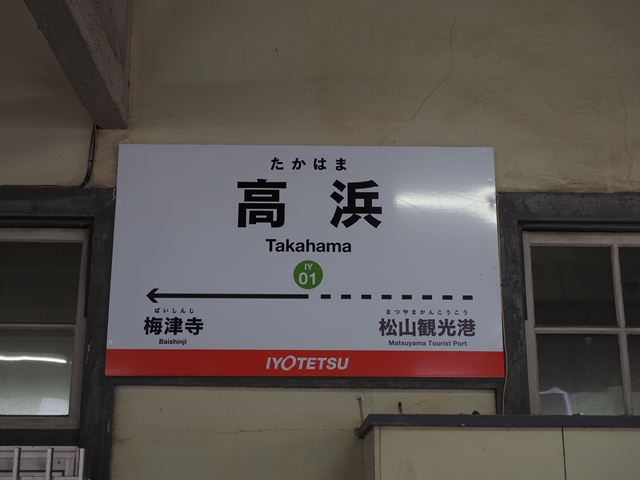 たかはま
高浜
Takahama
IY
01
ばいしんじ
梅津寺
Baishinji
まつやまかんこうこう
松山観光港
Matsuyama Tourist Port
IYOTETSU